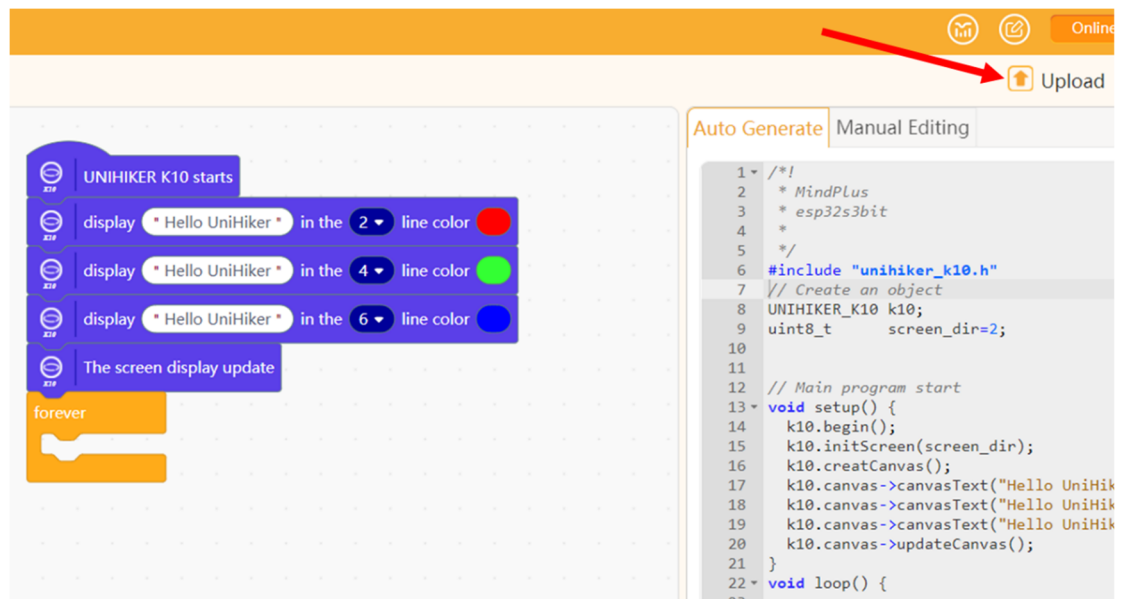 Online
Upload
UNIHIKER K10 starts
display " Hello UniHiker " in the 2 line color
display " Hello UniHiker " in the 4 line color
display " Hello UniHiker " in the 6 line color
The screen display update
forever
Auto Generate Manual Editing
1 /*!
2 * MindPlus
3 * esp32s3bit
4 *
5 */
6 #include "unihiker_k10.h"
7 // Create an object
8 UNIHIKER_K10 k10;
9 uint8_t screen_dir=2;
10
11
12 // Main program start
13 void setup() {
14 k10.begin();
15 k10.initScreen(screen_dir);
16 k10.creatCanvas();
17 k10.canvas->canvasText("Hello UniHik
18 k10.canvas->canvasText("Hello UniHik
19 k10.canvas->canvasText("Hello UniHik
20 k10.canvas->updateCanvas();
21 }
22 void loop() {